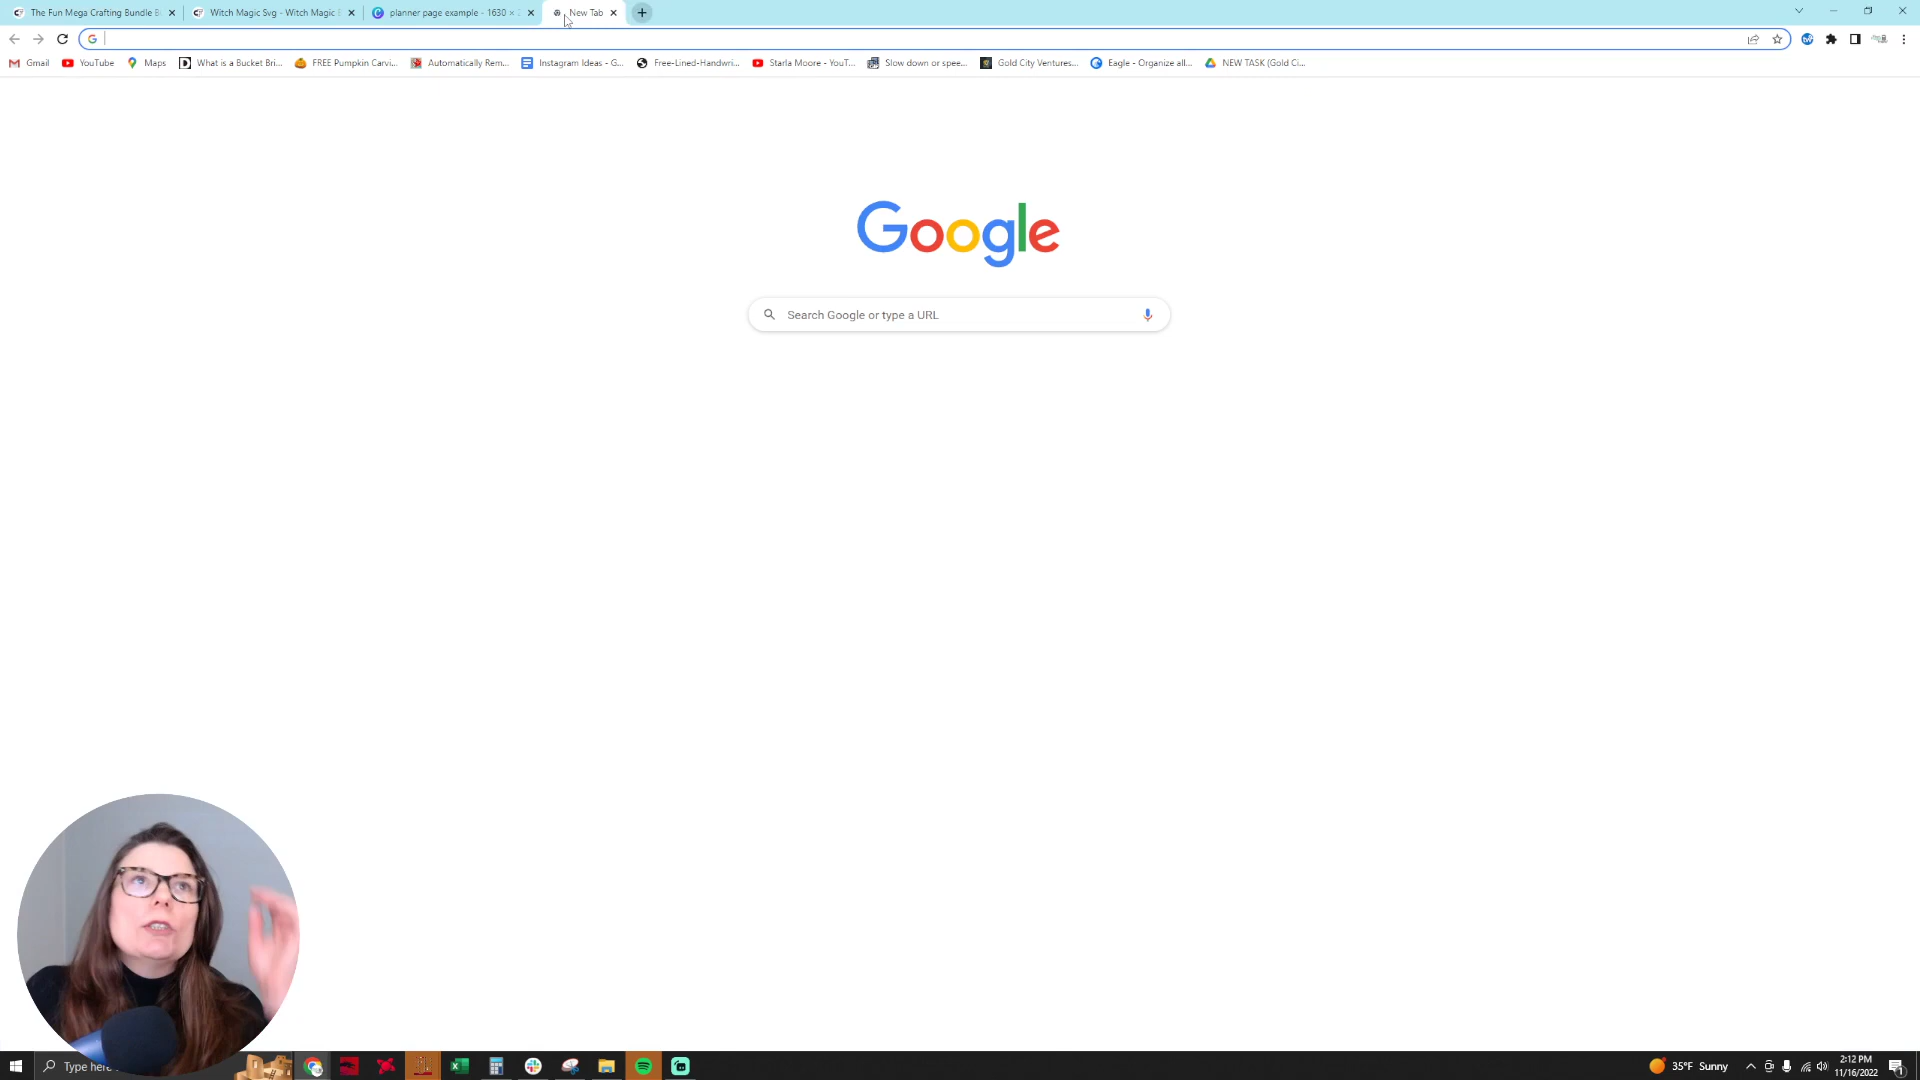 The Fun Mega Crafting Bundle B
Witch Magic Svg - Witch Magic
planner page example - 1630 ×
New Tab
Gmail
YouTube
Maps
What is a Bucket Bri...
FREE Pumpkin Carvi...
Automatically Rem...
Instagram Ideas - G...
Free-Lined-Handwri...
Starla Moore - YouT...
Slow down or spee...
Gold City Ventures...
Eagle - Organize all...
NEW TASK (Gold Ci...
Google
Search Google or type a URL
Type here
35°F Sunny
2:12 PM
11/16/2022